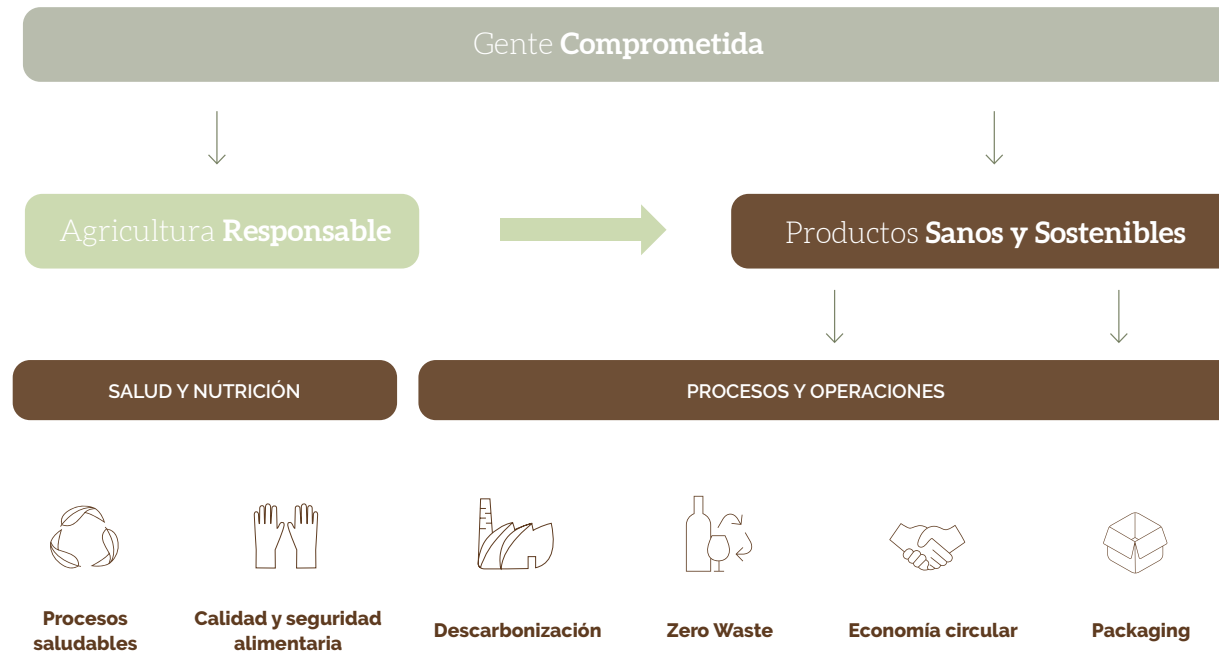 Gente Comprometida
Agricultura Responsable
Productos Sanos y Sostenibles
SALUD Y NUTRICIÓN
PROCESOS Y OPERACIONES
Procesos
saludables
Calidad y seguridad
alimentaria
Descarbonización
Zero Waste
Economía circular
Packaging